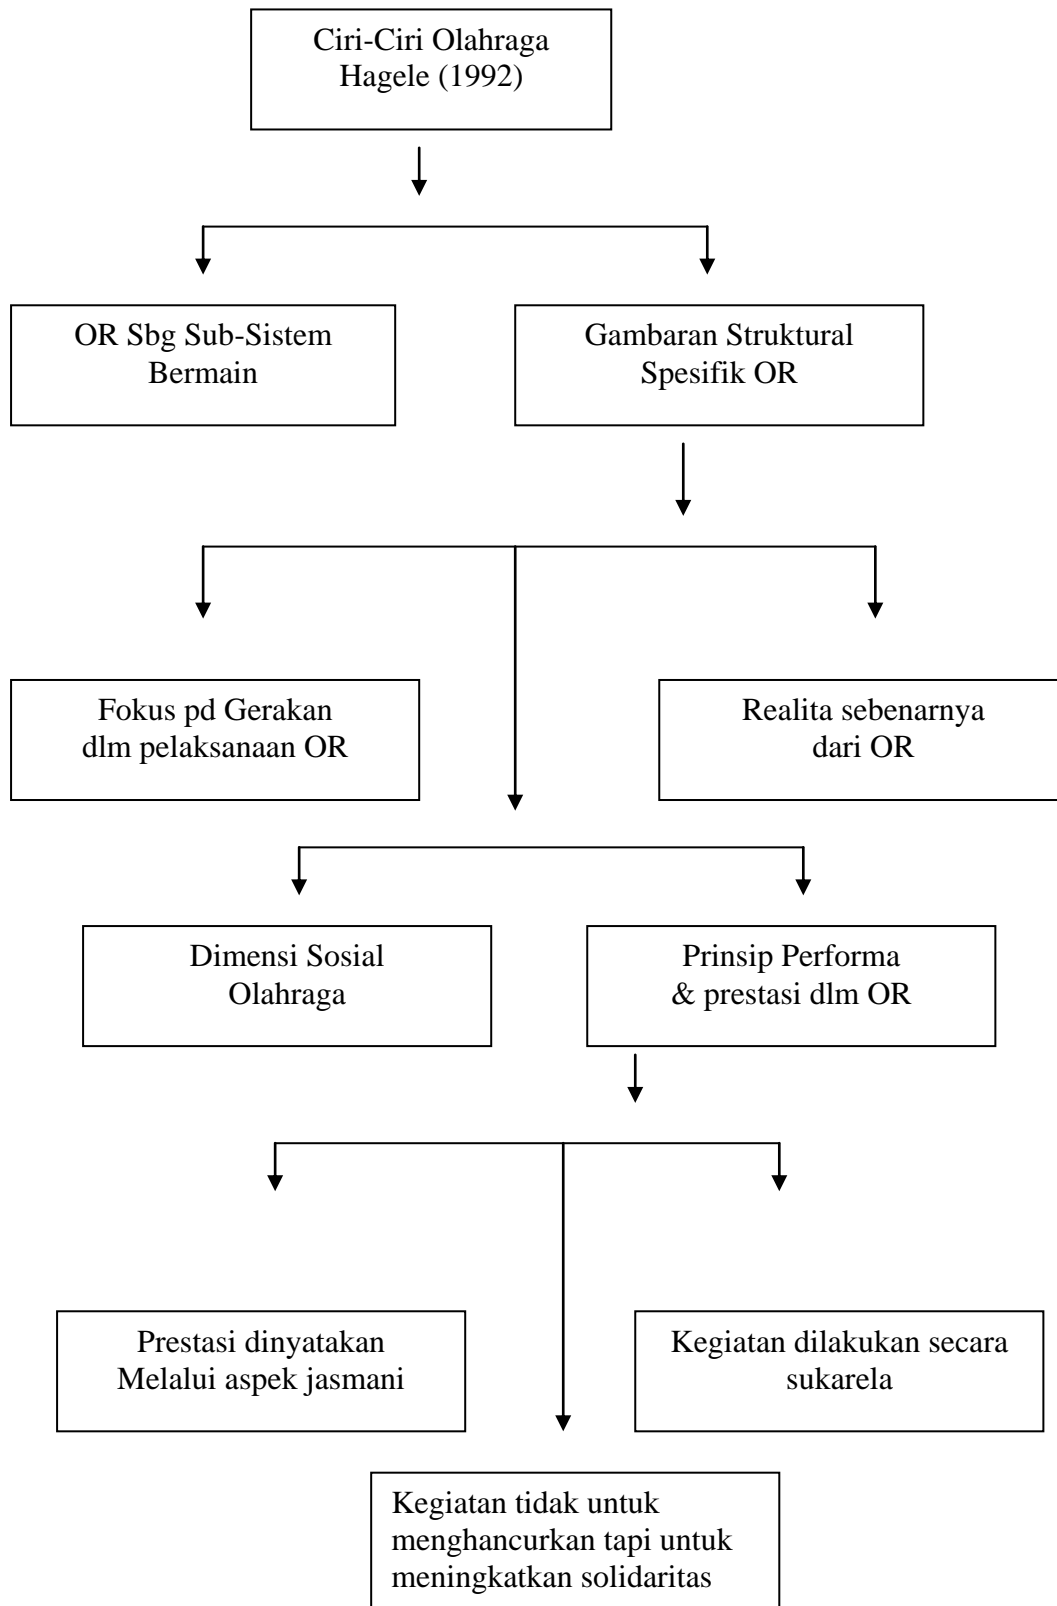 Ciri-Ciri Olahraga
Hagele (1992)
OR Sbg Sub-Sistem
Bermain
Gambaran Struktural
Spesifik OR
Fokus pd Gerakan
dlm pelaksanaan OR
Realita sebenarnya
dari OR
Dimensi Sosial
Olahraga
Prinsip Performa
& prestasi dlm OR
Prestasi dinyatakan
Melalui aspek jasmani
Kegiatan dilakukan secara
sukarela
Kegiatan tidak untuk
menghancurkan tapi untuk
meningkatkan solidaritas